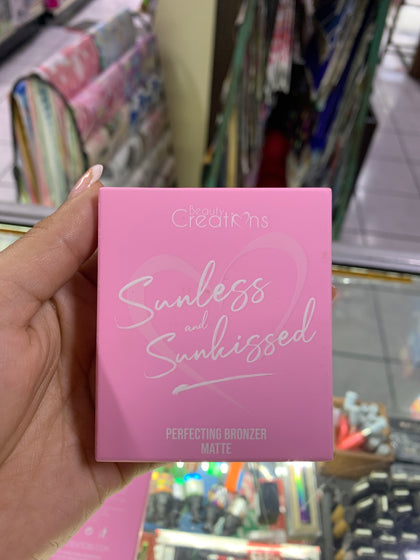 Beauty
Creations
Sunless
and
Sunkissed
PERFECTING BRONZER
MATTE